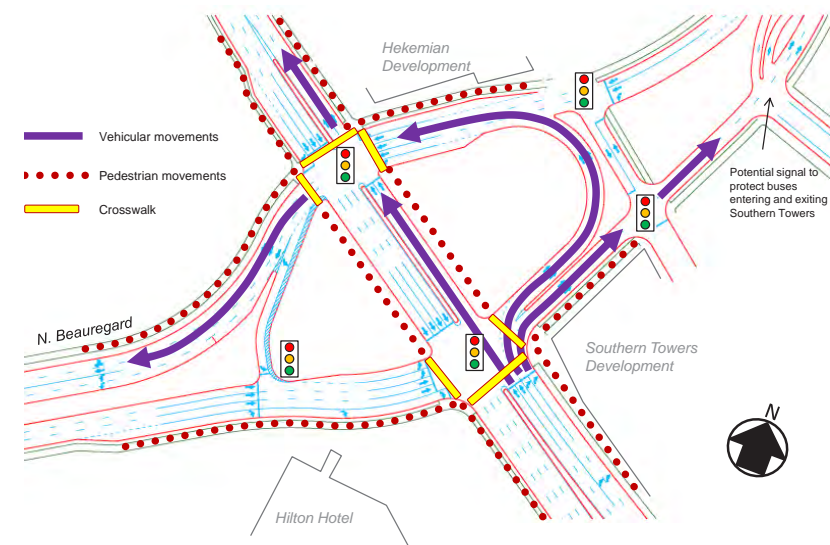 Hekemian
Development
Vehicular movements
Pedestrian movements
Crosswalk
Potential signal to
protect buses
entering and exiting
Southern Towers
N. Beauregard
Southern Towers
Development
N
Hilton Hotel